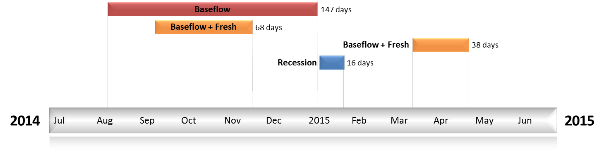 Baseflow 147 days
Baseflow + Fresh 68 days
Baseflow + Fresh 38 days
Recession 16 days
2014 Jul Aug Sep Oct Nov Dec 2015 Feb Mar Apr May Jun 2015